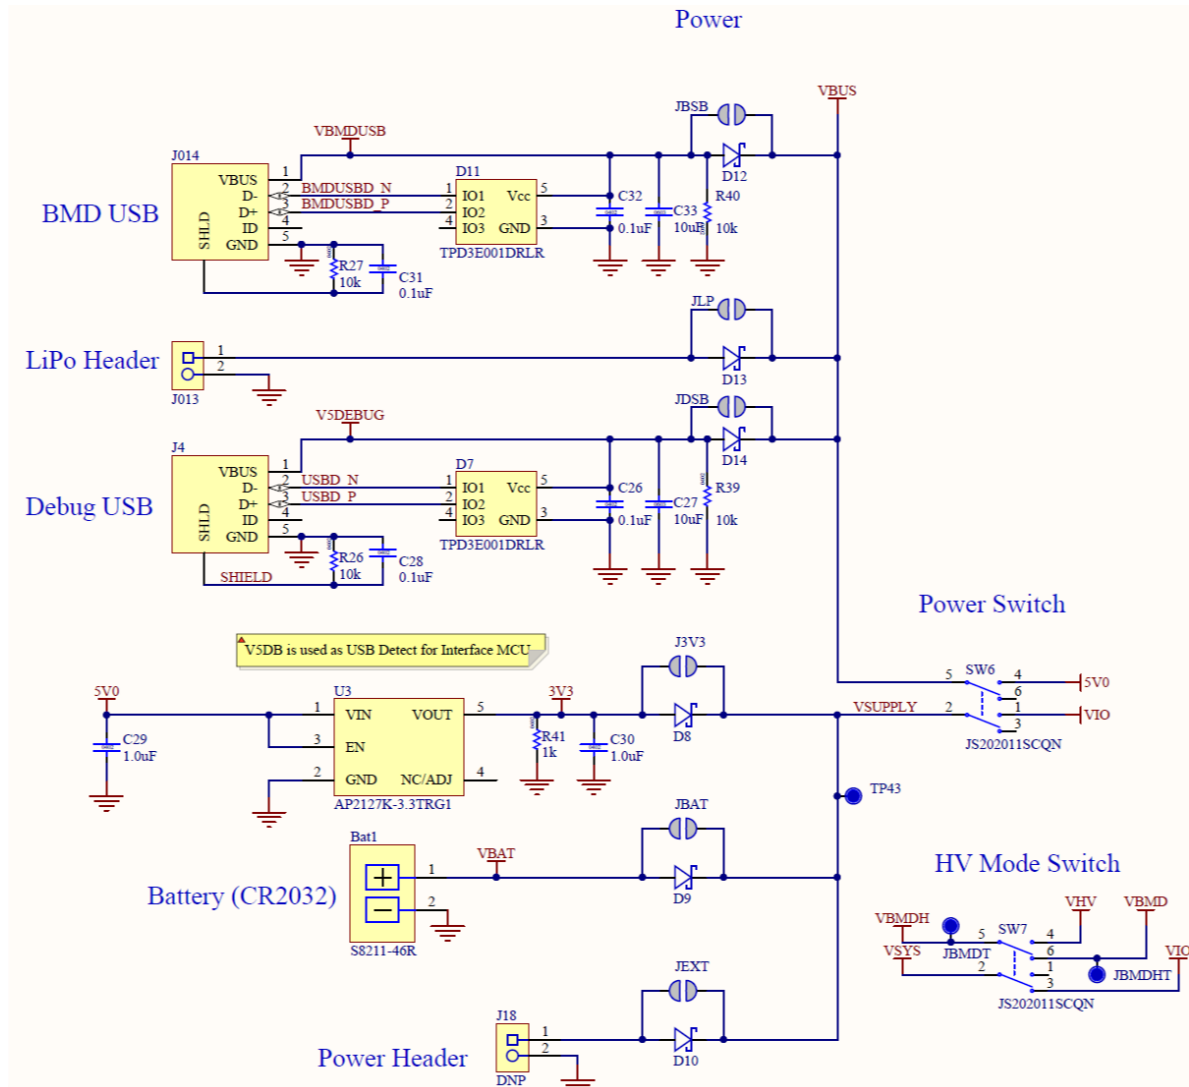 Power
VBUS
JBSB
VBMDUSB
J014
D11
D12
BMD USB
VBUS 1
D- 2 BMDUSBD_N 1 IO1 Vcc 5
D+ 3 BMDUSBD_P 2 IO2
ID 4 4 IO3 GND 3
GND 5
SHLD
TPD3E001DRLR
C32
0.1uF
C33
10uF
R40
10k
R27
10k
C31
0.1uF
JLP
LiPo Header
1
2
J013
D13
JDSB
V5DEBUG
J4
D7
D14
Debug USB
VBUS 1
D- 2 USBD_N 1 IO1 Vcc 5
D+ 3 USBD_P 2 IO2
ID 4 4 IO3 GND 3
GND 5
SHLD
TPD3E001DRLR
C26
0.1uF
C27
10uF
R39
10k
R26
10k
C28
0.1uF
SHIELD
Power Switch
V5DB is used as USB Detect for Interface MCU
J3V3
SW6
5 4 5V0
6
VSUPPLY 2 1 VIO
3
JS202011SCQN
5V0
U3
3V3
1 VIN VOUT 5
3 EN
2 GND NC/ADJ 4
AP2127K-3.3TRG1
C29
1.0uF
R41
1k
C30
1.0uF
D8
TP43
Bat1
JBAT
VBAT
Battery (CR2032)
1
2
S8211-46R
D9
HV Mode Switch
VHV
VBMD
VBMDH
SW7
5 4
JBMDT
6
VSYS
2 1
JBMDHT
VIO
3
JS202011SCQN
JEXT
J18
1
2
Power Header
DNP
D10